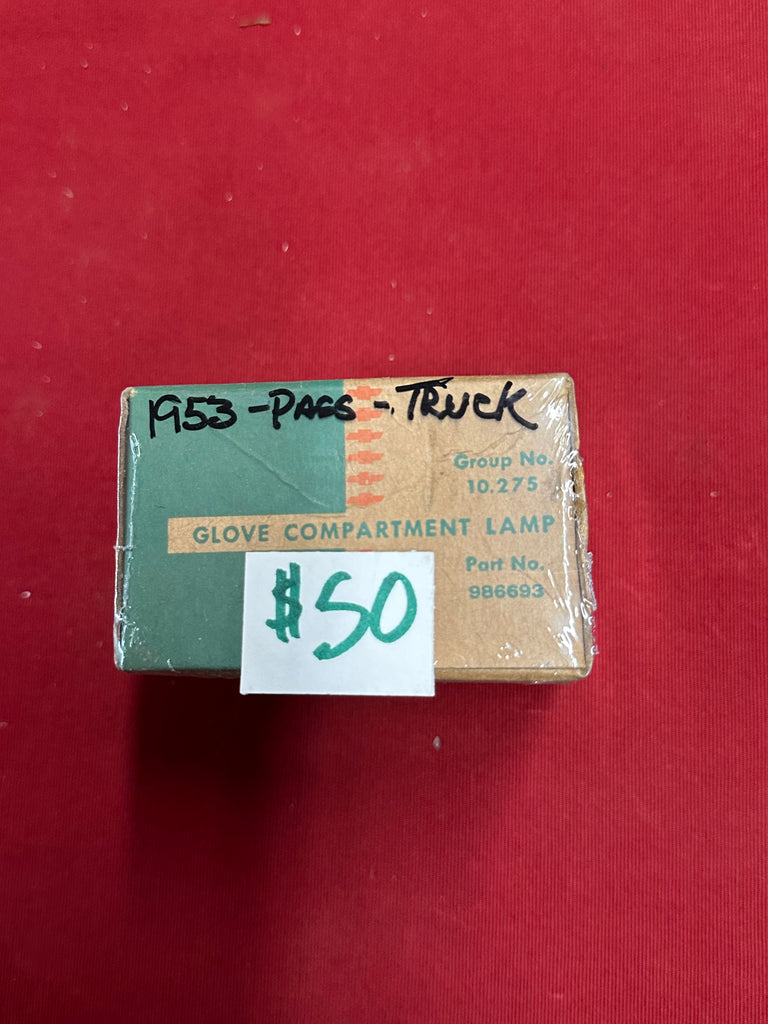 1953-PASS-TRUCK
Group No.
10.275
GLOVE COMPARTMENT LAMP
Part No.
986693
$50